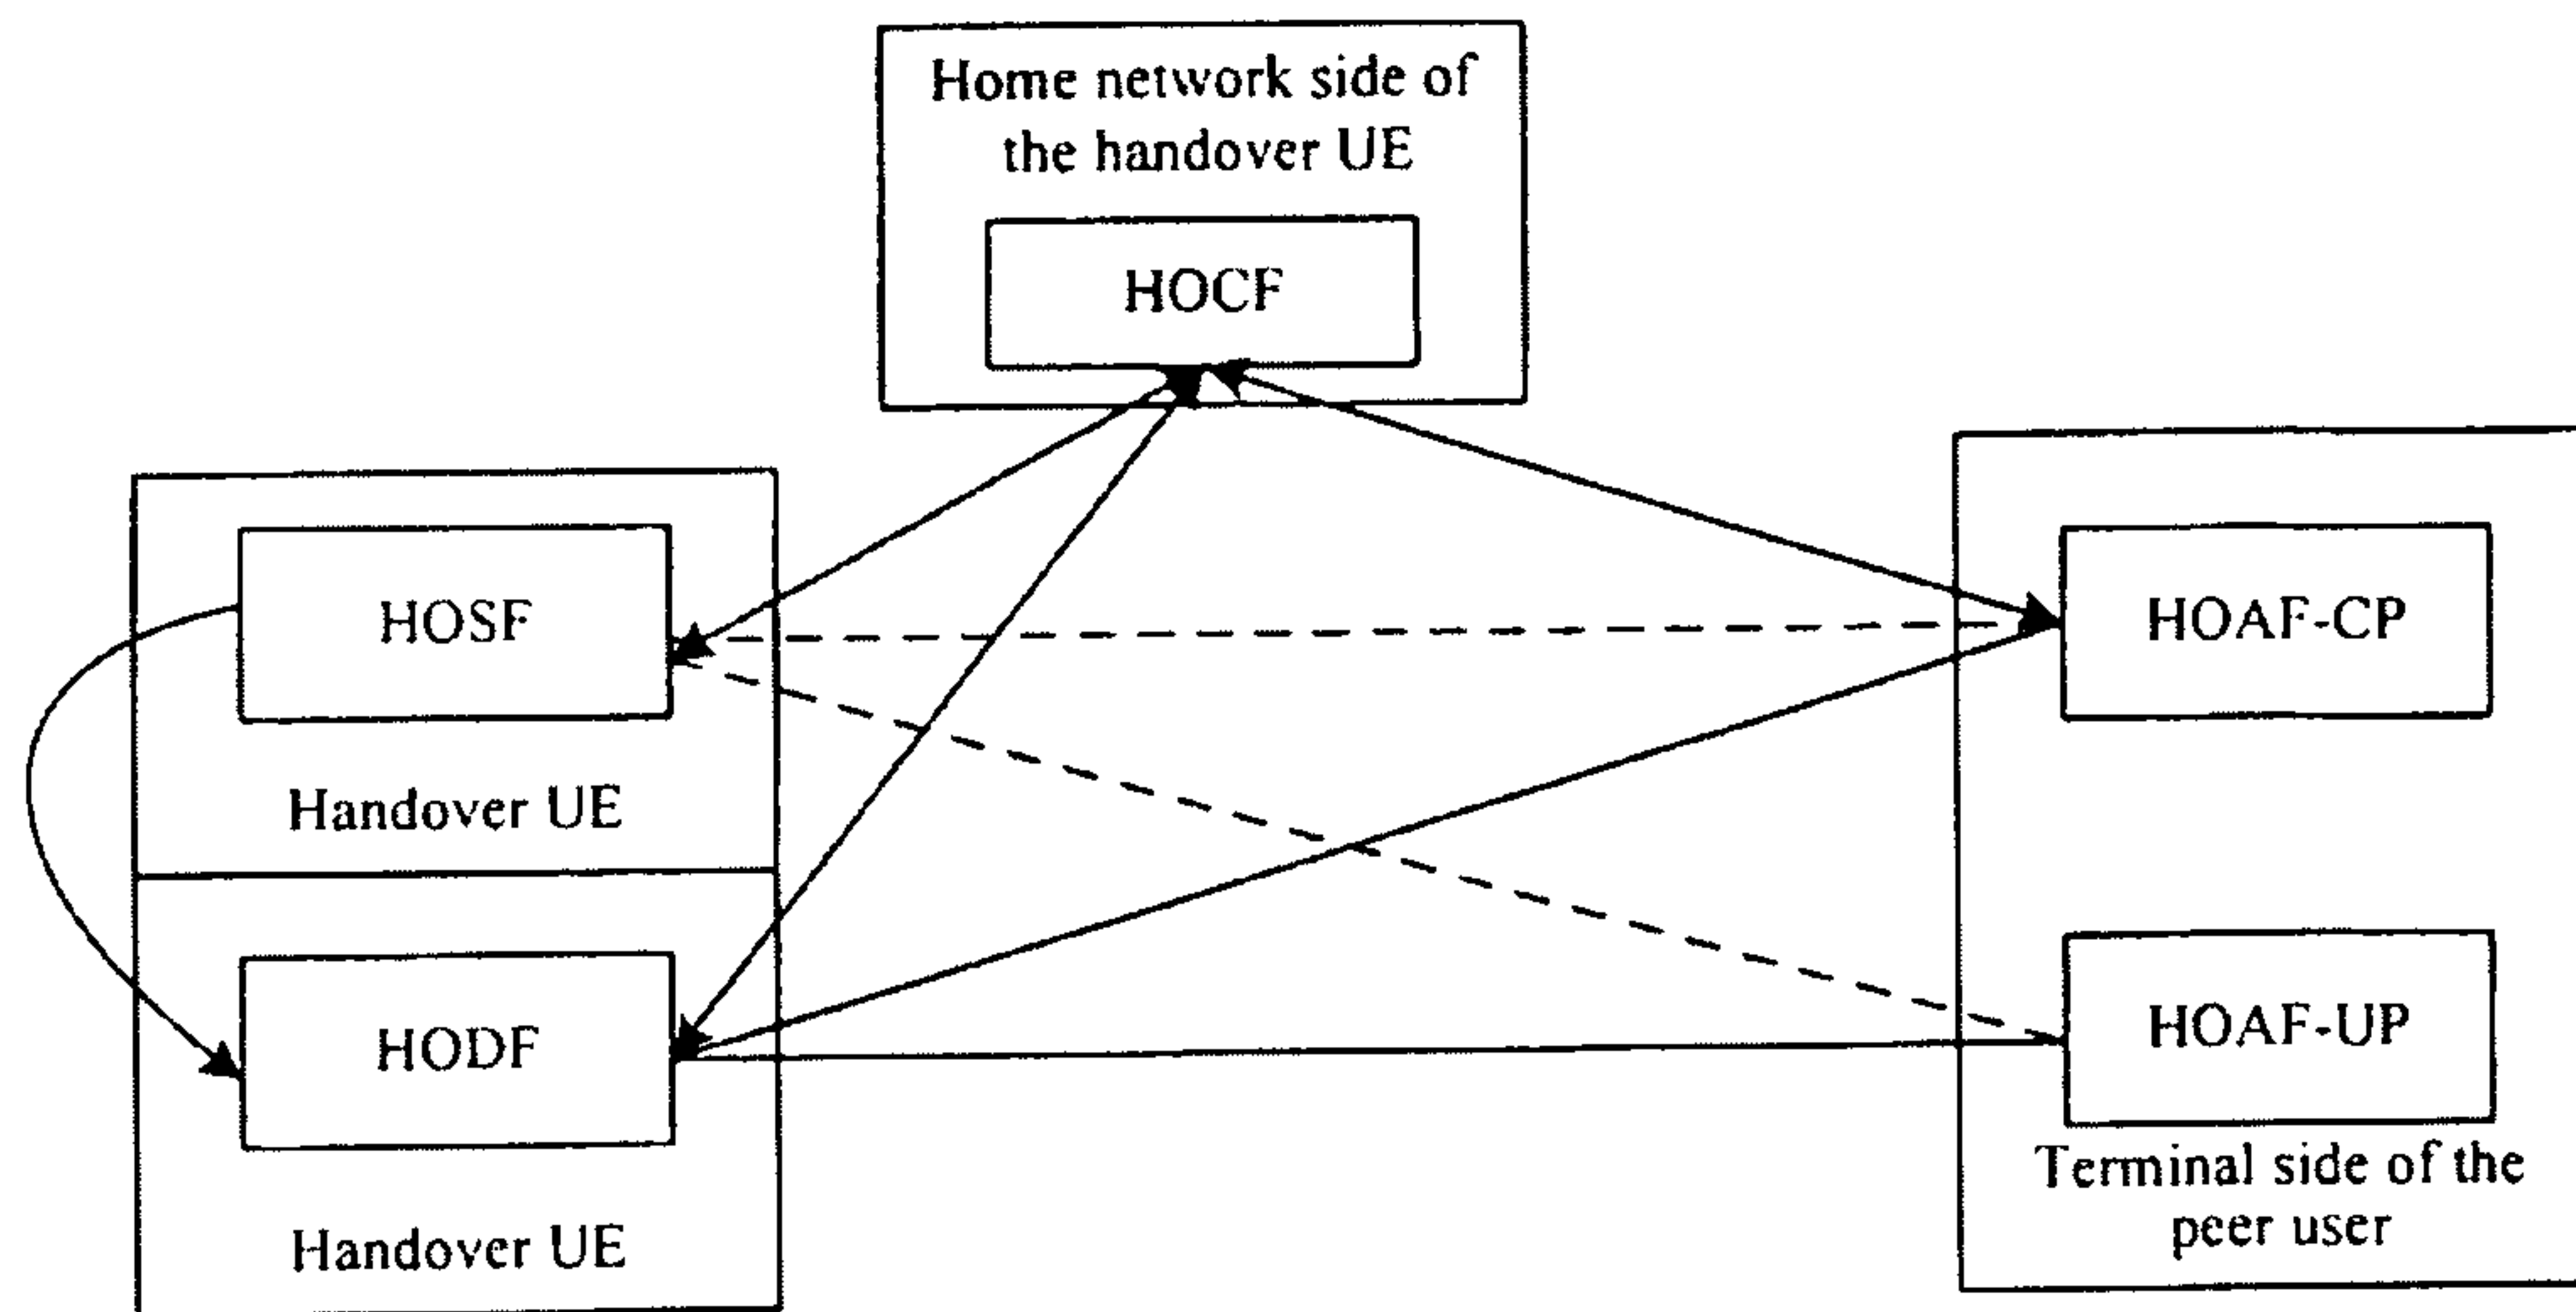 Home network side of
the handover UE
HOCF
HOSF
Handover UE
HODF
Handover UE
HOAF-CP
HOAF-UP
Terminal side of the
peer user